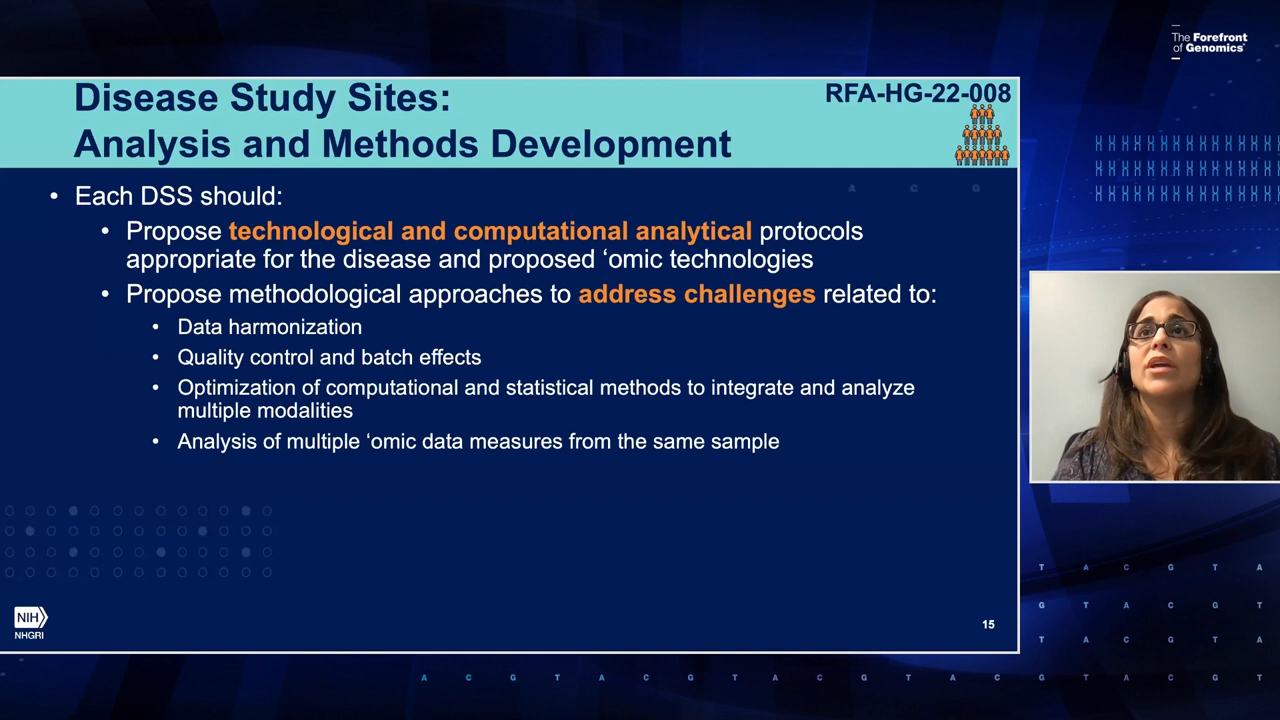 The Forefront
of Genomics®
Disease Study Sites:
Analysis and Methods Development
RFA-HG-22-008
A C G
• Each DSS should:
• Propose technological and computational analytical protocols
appropriate for the disease and proposed ‘omic technologies
• Propose methodological approaches to address challenges related to:
• Data harmonization
• Quality control and batch effects
• Optimization of computational and statistical methods to integrate and analyze
multiple modalities
• Analysis of multiple ‘omic data measures from the same sample
NIH
NHGRI
15
T A C G T A
G T A C G T
T A C G T
A C G T A C G T A C G T A C G T A C G T